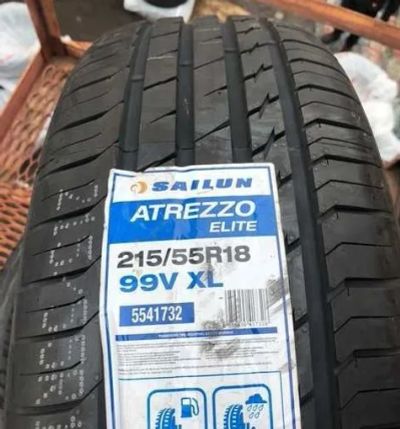 SAILUN
ATREZZO
ELITE
215/55R18
99V XL
5541732